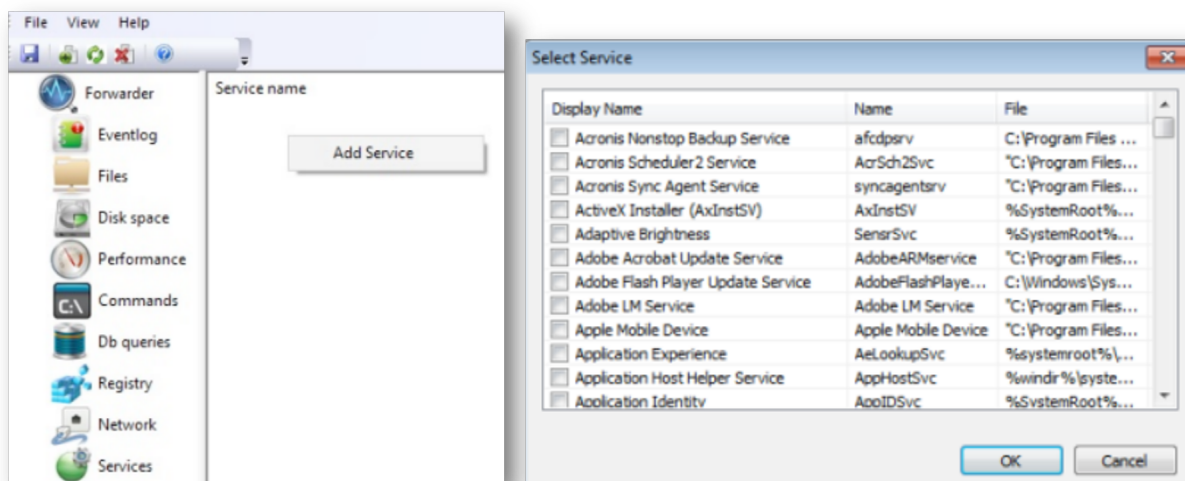 File View Help
Forwarder
Eventlog
Files
Disk space
Performance
Commands
Db queries
Registry
Network
Services
Service name
Add Service
Select Service
Display Name Name File
Acronis Nonstop Backup Service afcdpsrv C:\Program Files ...
Acronis Scheduler2 Service AcrSch2Svc "C:\Program Files...
Acronis Sync Agent Service syncagentsrv "C:\Program Files...
ActiveX Installer (AxInstSV) AxInstSV %SystemRoot%...
Adaptive Brightness SensrSvc %SystemRoot%...
Adobe Acrobat Update Service AdobeARMservice "C:\Program Files...
Adobe Flash Player Update Service AdobeFlashPlaye... C:\Windows\Sys...
Adobe LM Service Adobe LM Service "C:\Program Files...
Apple Mobile Device Apple Mobile Device "C:\Program Files...
Application Experience AeLookupSvc %systemroot%\...
Application Host Helper Service AppHostSvc %windir%\syste...
Application Identity AppIDSvc %SystemRoot%...
OK Cancel